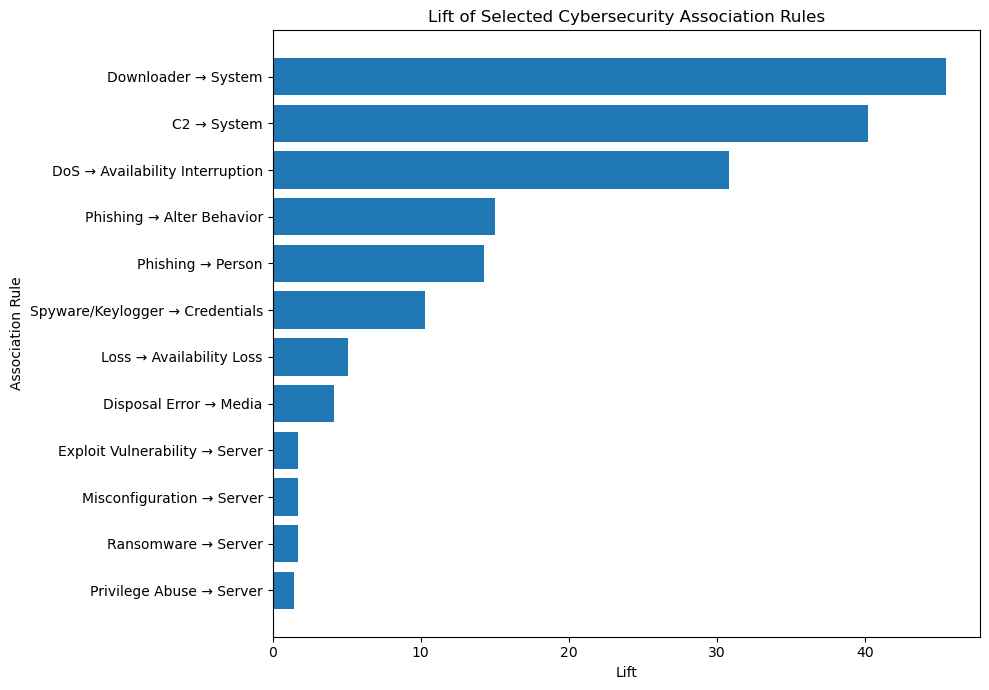 Lift of Selected Cybersecurity Association Rules
Association Rule
Downloader → System
C2 → System
DoS → Availability Interruption
Phishing → Alter Behavior
Phishing → Person
Spyware/Keylogger → Credentials
Loss → Availability Loss
Disposal Error → Media
Exploit Vulnerability → Server
Misconfiguration → Server
Ransomware → Server
Privilege Abuse → Server
0 10 20 30 40
Lift